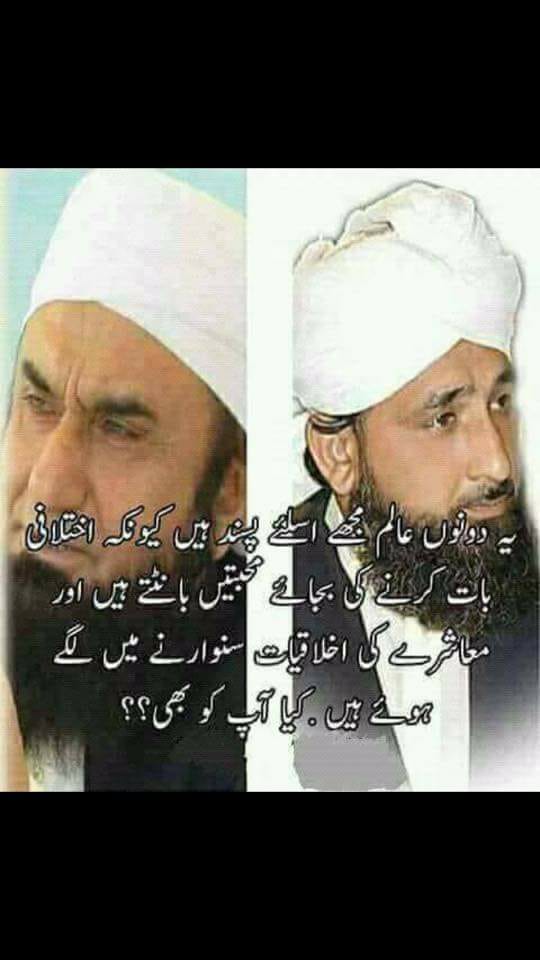 یہ دونوں عالم مجھے اسلئے پسند ہیں کیونکہ اختلافی
بات کرنے کی بجائے محبتیں بانٹتے ہیں اور
معاشرے کی اخلاقیات سنوارنے میں لگے
ہوئے ہیں .کیا آپ کو بھی؟؟